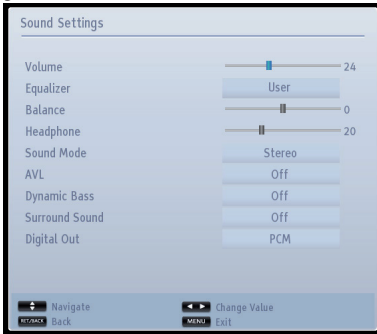 Sound Settings
Volume 24
Equalizer User
Balance 0
Headphone 20
Sound Mode Stereo
AVL Off
Dynamic Bass Off
Surround Sound Off
Digital Out PCM
Navigate Change Value
RET/BACK Back MENU Exit